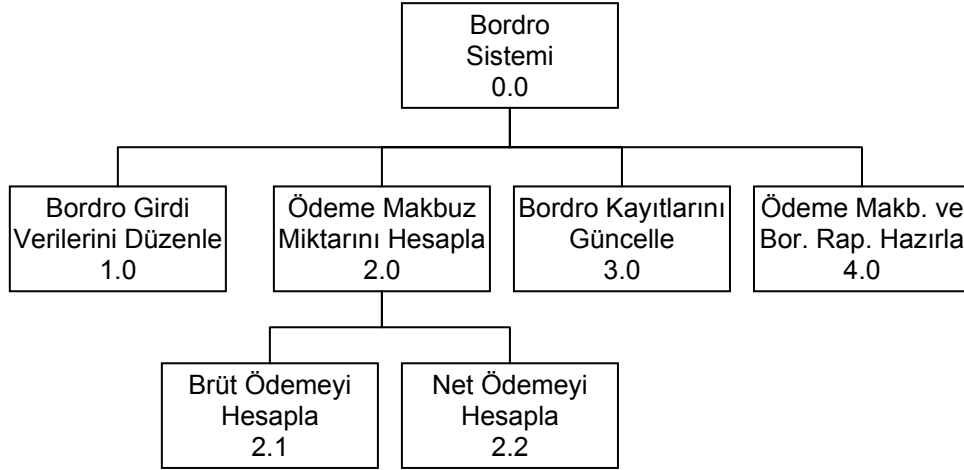 Bordro
Sistemi
0.0
Bordro Girdi
Verilerini Düzenle
1.0
Ödeme Makbuz
Miktarını Hesapla
2.0
Bordro Kayıtlarını
Güncelle
3.0
Ödeme Makb. ve
Bor. Rap. Hazırla
4.0
Brüt Ödemeyi
Hesapla
2.1
Net Ödemeyi
Hesapla
2.2